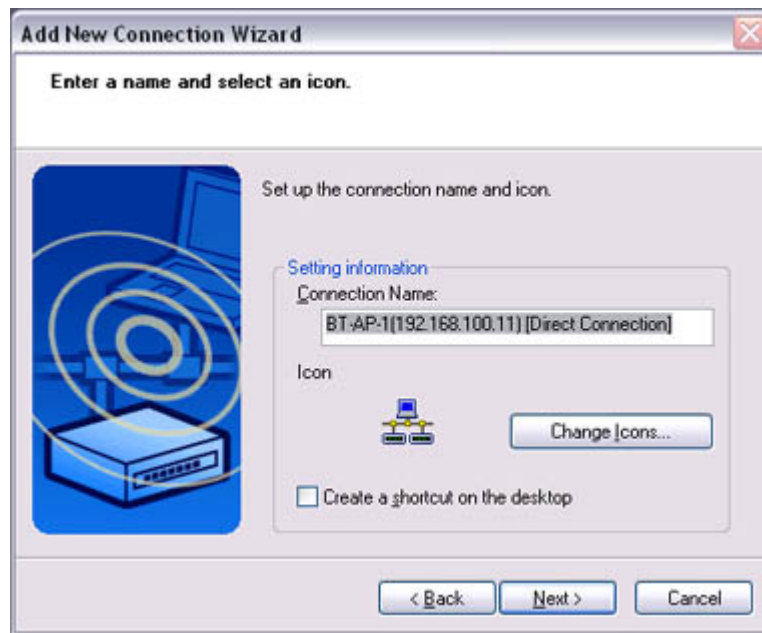 Add New Connection Wizard
Enter a name and select an icon.
Set up the connection name and icon.
Setting information
Connection Name:
BT-AP-1(192.168.100.11) [Direct Connection]
Icon
Change Icons...
Create a shortcut on the desktop
< Back
Next >
Cancel